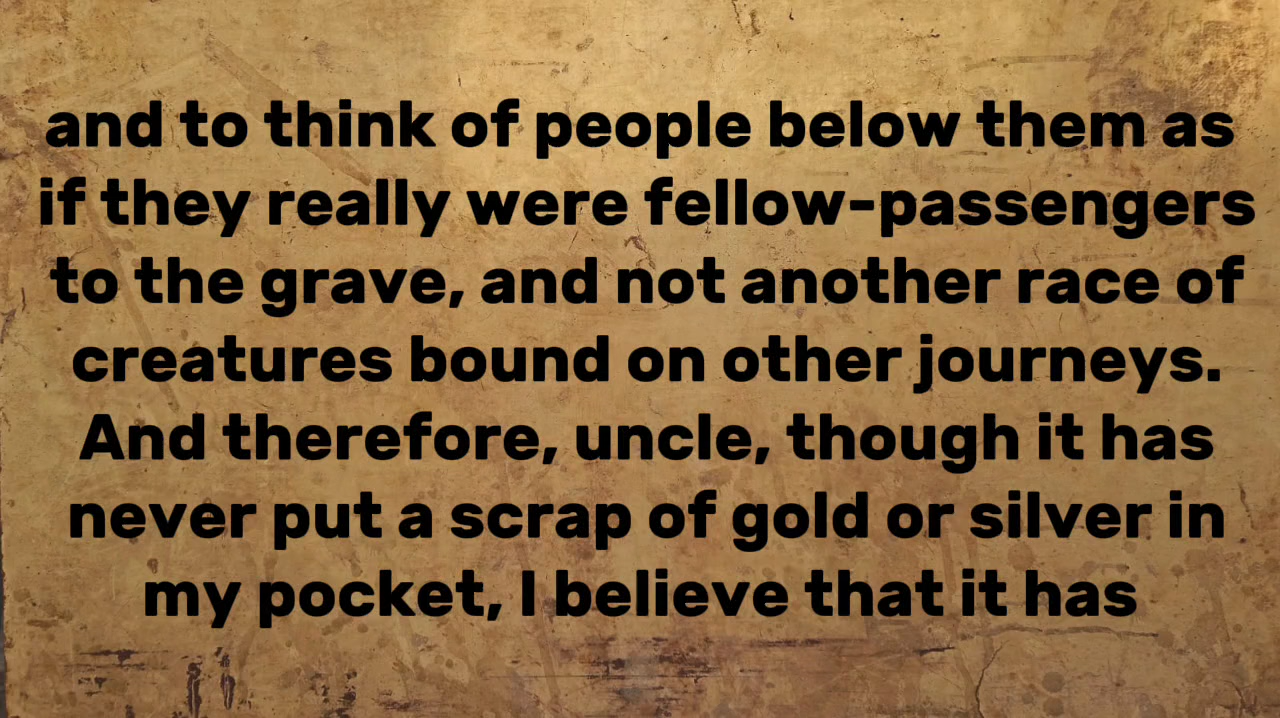 and to think of people below them as
if they really were fellow-passengers
to the grave, and not another race of
creatures bound on other journeys.
And therefore, uncle, though it has
never put a scrap of gold or silver in
my pocket, I believe that it has